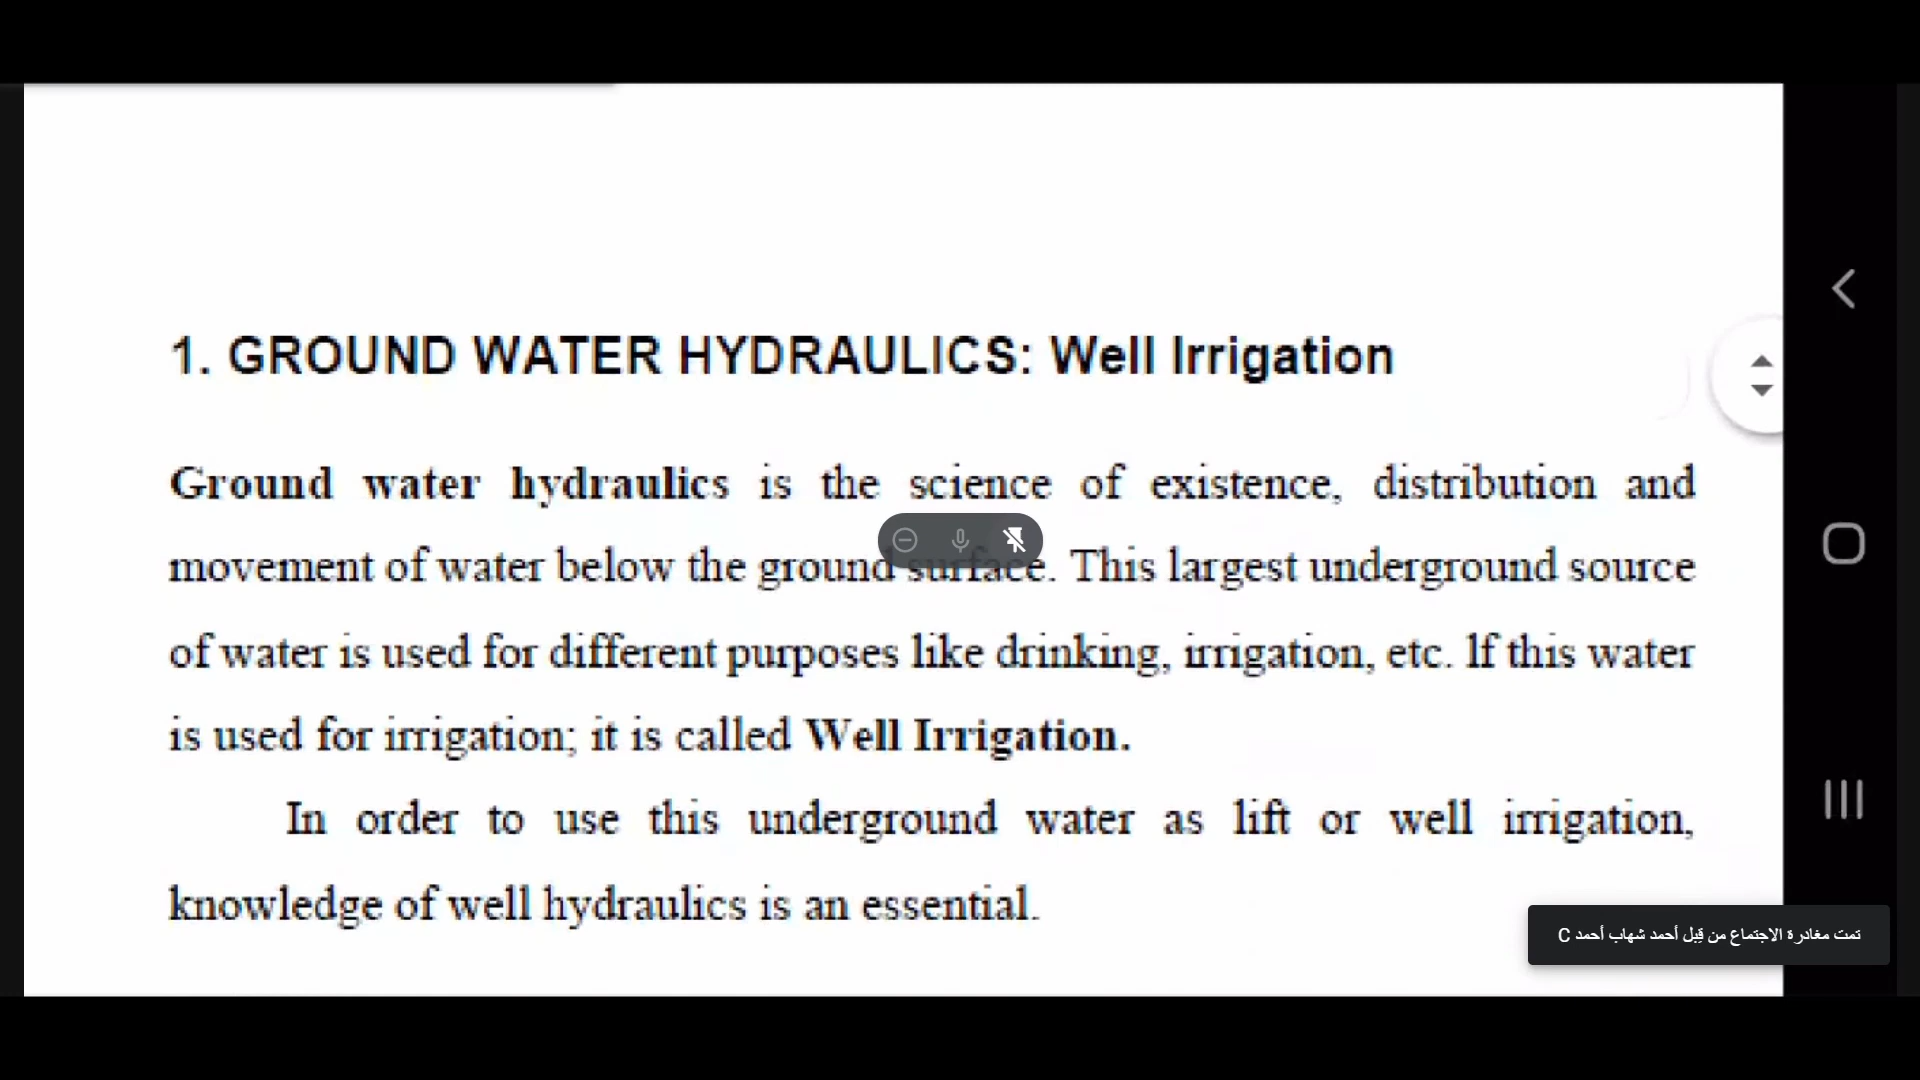 1. GROUND WATER HYDRAULICS: Well Irrigation
Ground water hydraulics is the science of existence, distribution and
movement of water below the ground surface. This largest underground source
of water is used for different purposes like drinking, irrigation, etc. If this water
is used for irrigation; it is called Well Irrigation.
In order to use this underground water as lift or well irrigation,
knowledge of well hydraulics is an essential.
تمت مغادرة الاجتماع من قِبل أحمد شهاب أحمد C